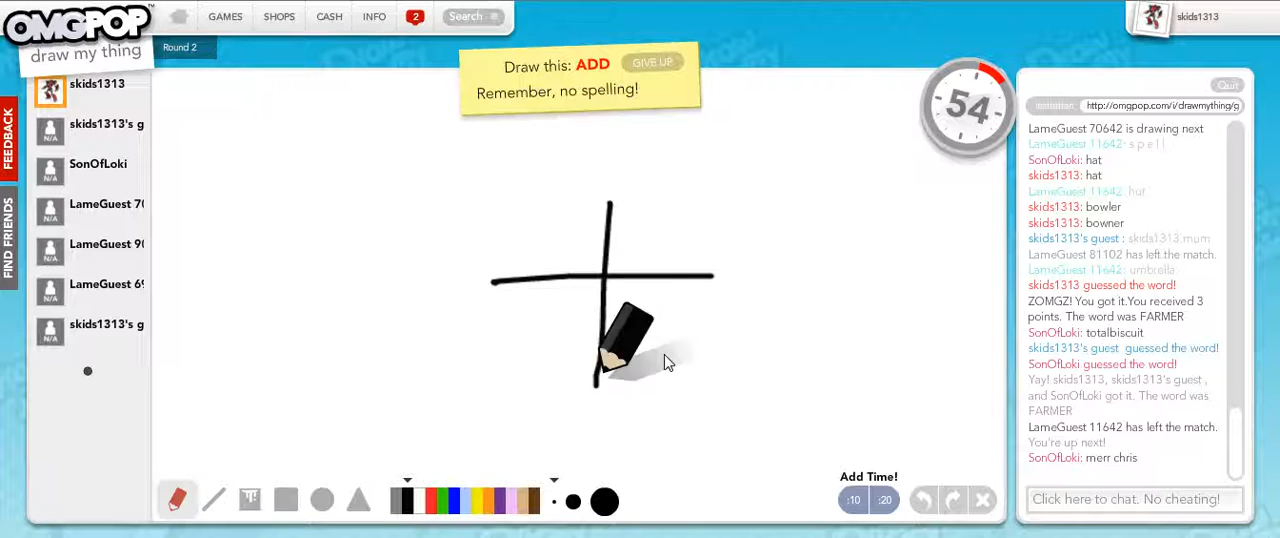 OMGPOP™
GAMES SHOPS CASH INFO 2 Search
skids1313
draw my thing
Round 2
Draw this: ADD GIVE UP
Remember, no spelling!
54
FEEDBACK
FIND FRIENDS
skids1313
N/A skids1313's g
N/A SonOfLoki
N/A LameGuest 70
N/A LameGuest 90
N/A LameGuest 69
N/A skids1313's g
Quit
http://omgpop.com/i/drawmything/g
LameGuest 70642 is drawing next
LameGuest 11642: s p e l l
SonOfLoki: hat
skids1313: hat
LameGuest 11642: hut
skids1313: bowler
skids1313: bowner
skids1313's guest : skids1313 mum
LameGuest 81102 has left the match.
LameGuest 11642: umbrella
skids1313 guessed the word!
ZOMGZ! You got it.You received 3
points. The word was FARMER
SonOfLoki: totalbiscuit
skids1313's guest guessed the word!
SonOfLoki guessed the word!
Yay! skids1313, skids1313's guest ,
and SonOfLoki got it. The word was
FARMER
LameGuest 11642 has left the match.
You're up next!
SonOfLoki: merr chris
Click here to chat. No cheating!
Add Time!
:10 :20